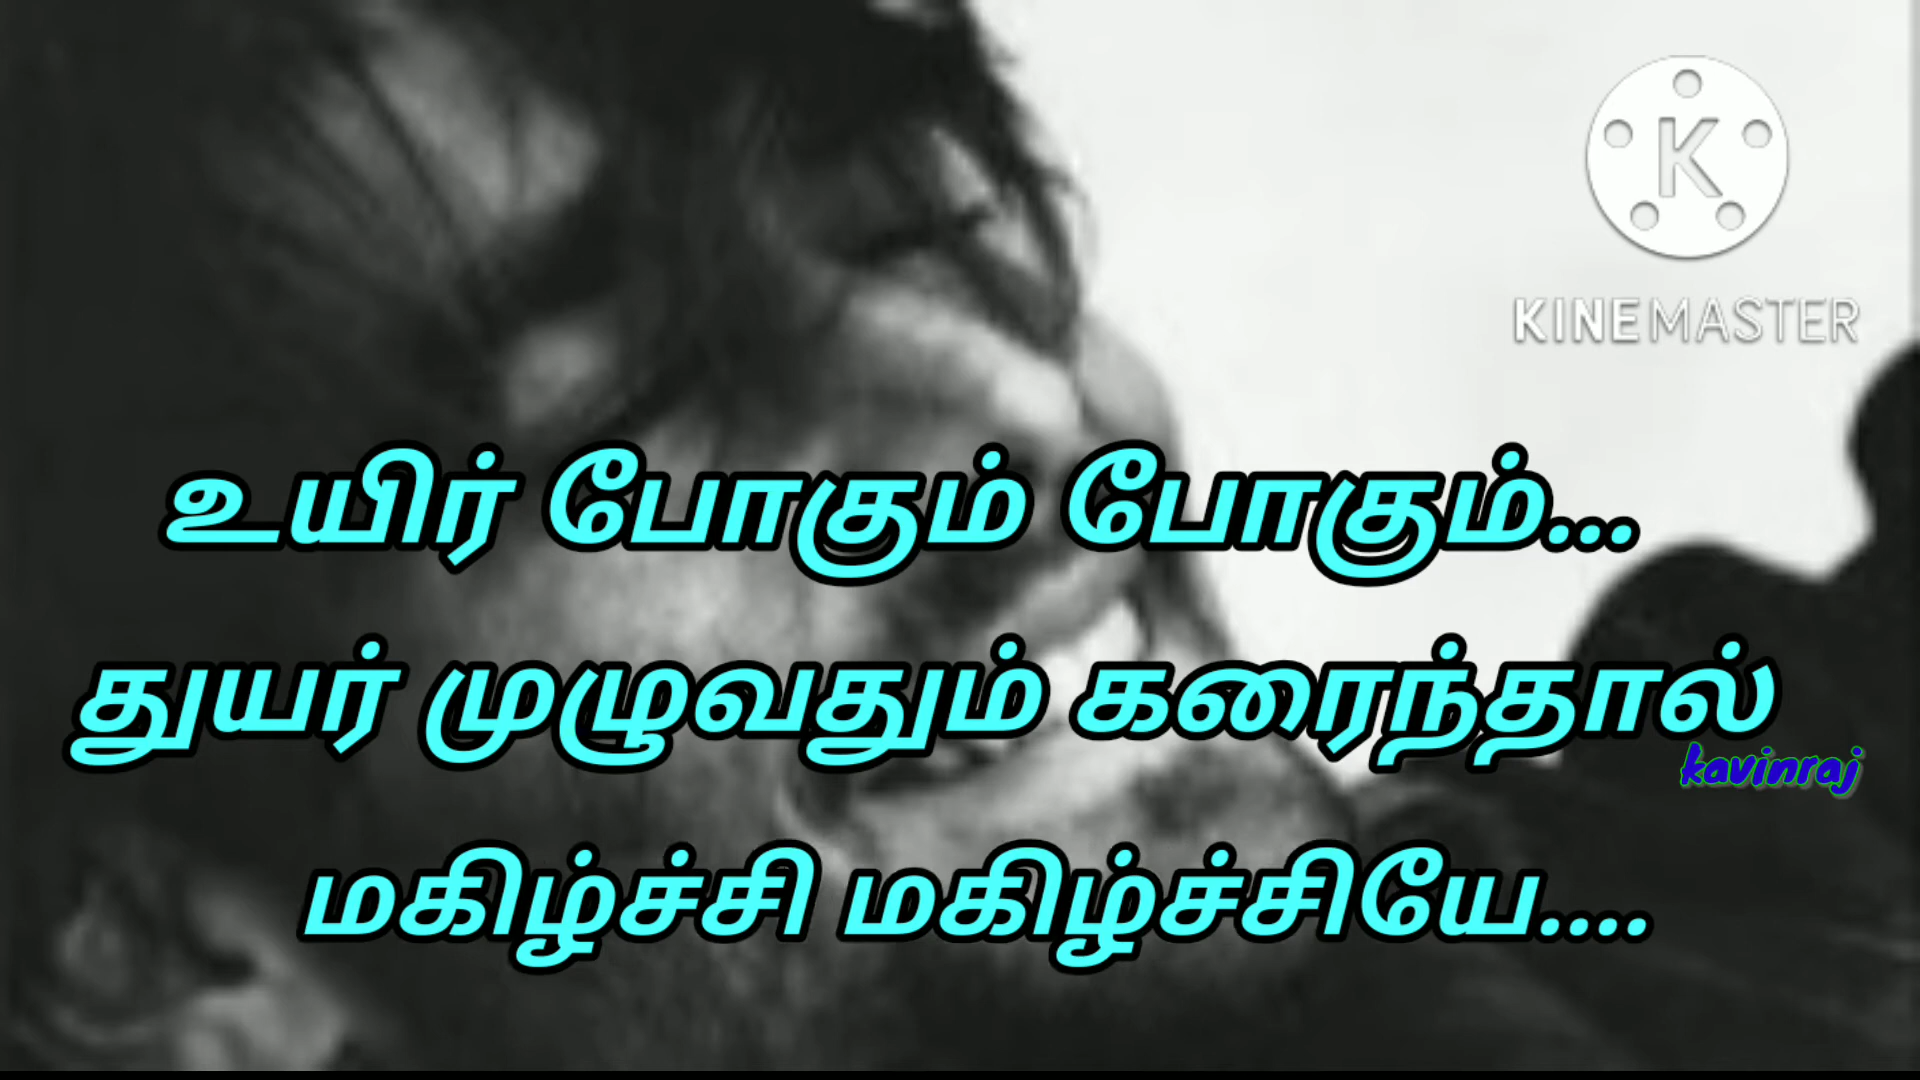 KINEMASTER
உயிர் போகும் போகும்...
துயர் முழுவதும் கரைந்தால்
kavinraj
மகிழ்ச்சி மகிழ்ச்சியே....